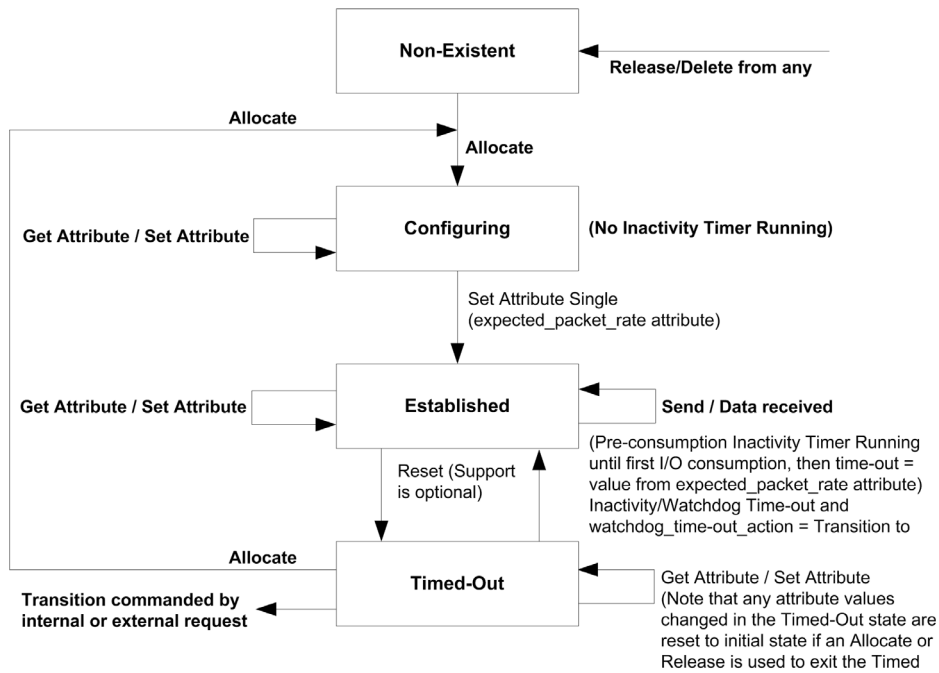 Non-Existent
Release/Delete from any
Allocate
Allocate
Configuring
Get Attribute / Set Attribute
(No Inactivity Timer Running)
Set Attribute Single
(expected_packet_rate attribute)
Established
Get Attribute / Set Attribute
Send / Data received
(Pre-consumption Inactivity Timer Running
until first I/O consumption, then time-out =
value from expected_packet_rate attribute)
Inactivity/Watchdog Time-out and
watchdog_time-out_action = Transition to
Reset (Support
is optional)
Allocate
Timed-Out
Transition commanded by
internal or external request
Get Attribute / Set Attribute
(Note that any attribute values
changed in the Timed-Out state are
reset to initial state if an Allocate or
Release is used to exit the Timed